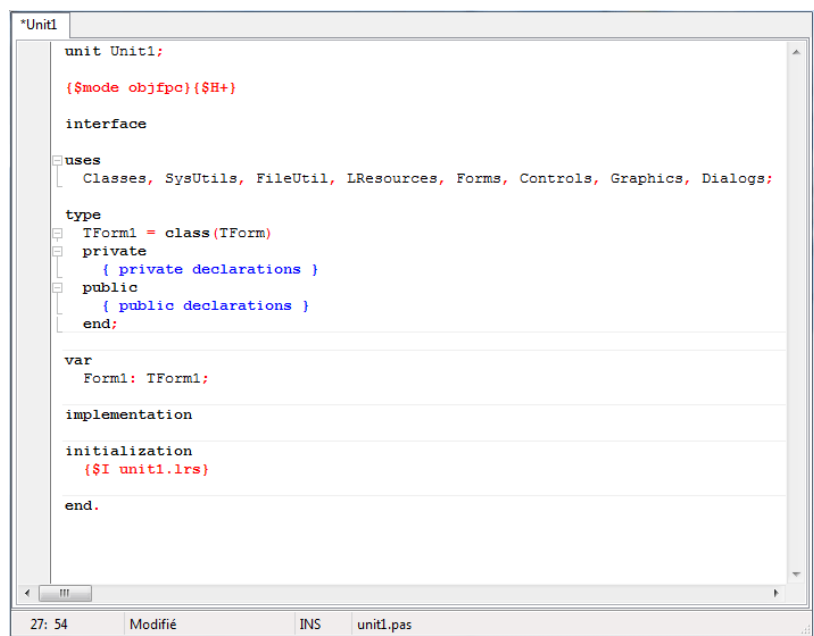 *Unit1
unit Unit1;
{$mode objfpc}{$H+}
interface
uses
Classes, SysUtils, FileUtil, LResources, Forms, Controls, Graphics, Dialogs;
type
TForm1 = class(TForm)
private
{ private declarations }
public
{ public declarations }
end;
var
Form1: TForm1;
implementation
initialization
{$I unit1.lrs}
end.
27: 54 Modifié INS unit1.pas